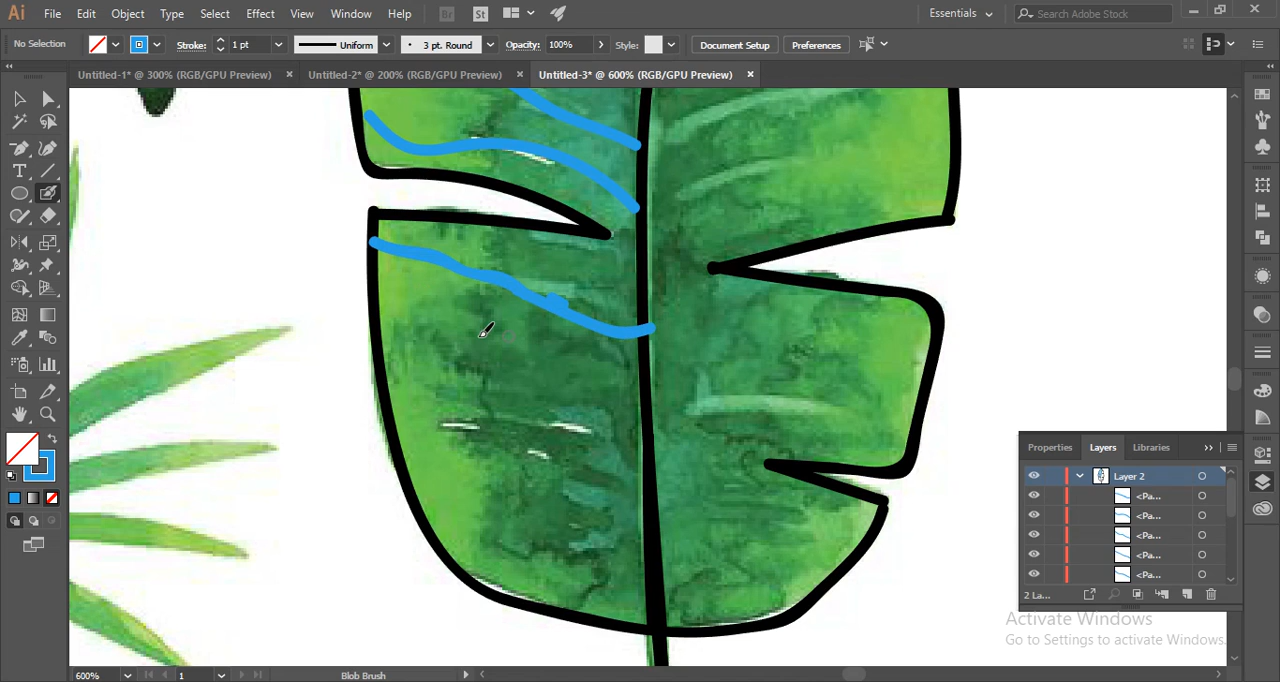 Ai File Edit Object Type Select Effect View Window Help Br St Essentials Search Adobe Stock
No Selection Stroke: 1 pt Uniform 3 pt. Round Opacity: 100% Style: Document Setup Preferences
Untitled-1* @ 300% (RGB/GPU Preview) Untitled-2* @ 200% (RGB/GPU Preview) Untitled-3* @ 600% (RGB/GPU Preview)
Properties Layers Libraries
Layer 2
<Pa...
<Pa...
<Pa...
<Pa...
<Pa...
2 La...
Activate Windows
Go to Settings to activate Windows.
600% 1 Blob Brush